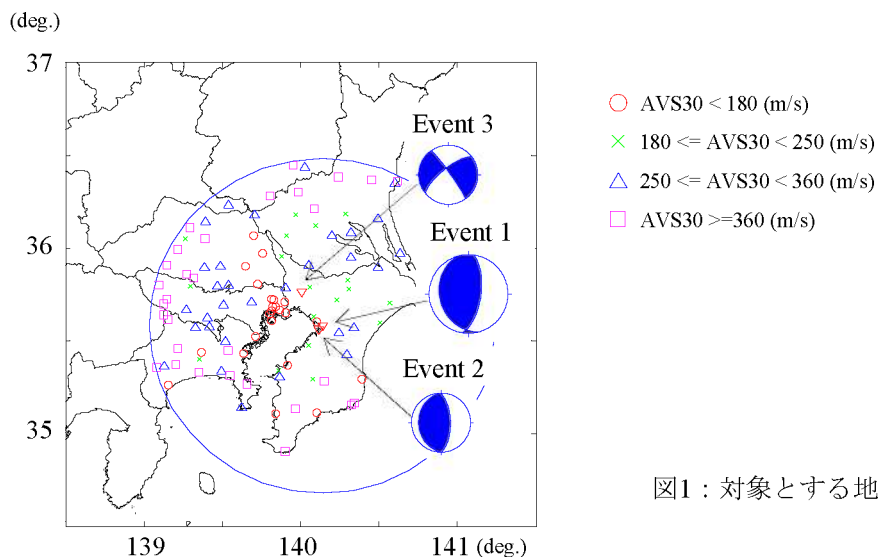 (deg.)
37
36
35
139
140
141
(deg.)
Event 3
Event 1
Event 2
AVS30 < 180 (m/s)
180 <= AVS30 < 250 (m/s)
250 <= AVS30 < 360 (m/s)
AVS30 >=360 (m/s)
図1：対象とする地